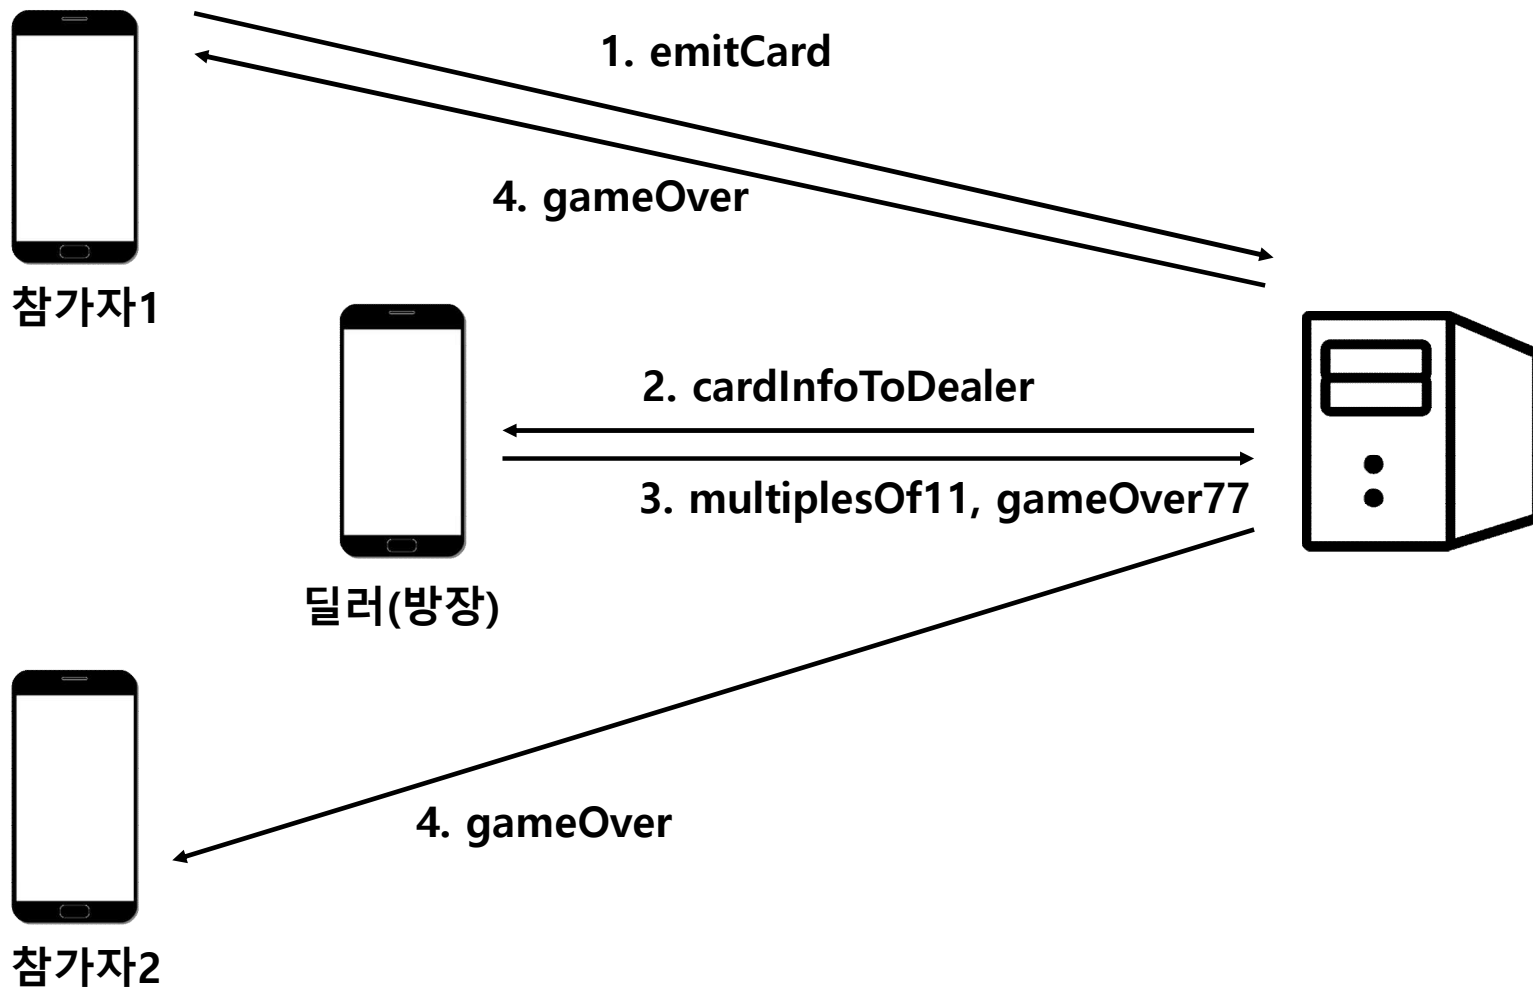 1. emitCard
4. gameOver
참가자1
2. cardInfoToDealer
3. multiplesOf11, gameOver77
딜러(방장)
4. gameOver
참가자2